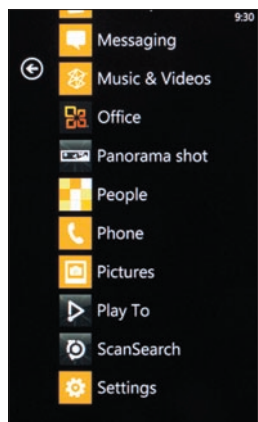 9:30
Messaging
Music & Videos
Office
Panorama shot
People
Phone
Pictures
Play To
ScanSearch
Settings